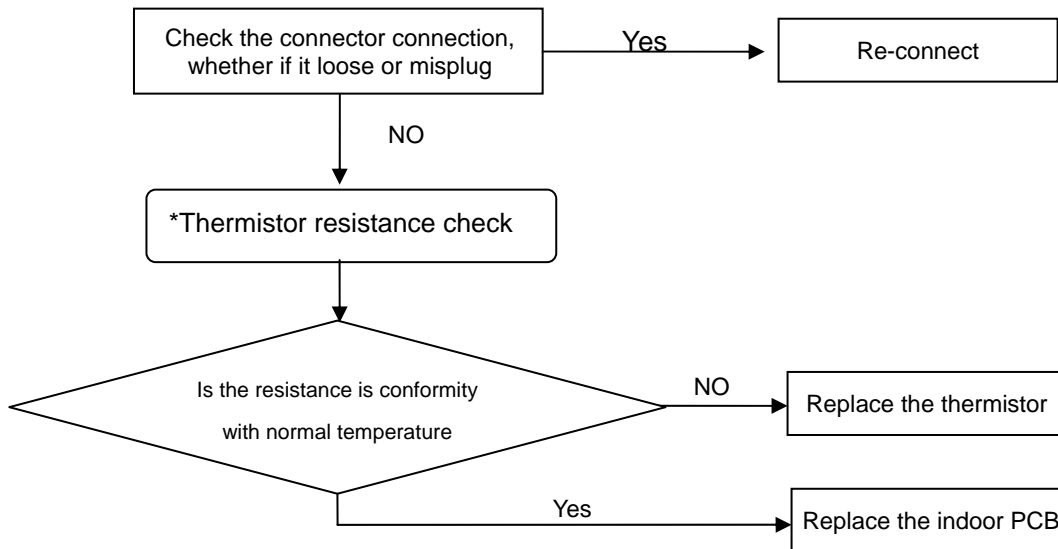 Check the connector connection,
whether if it loose or misplug
Yes
Re-connect
NO
*Thermistor resistance check
Is the resistance is conformity
with normal temperature
NO
Replace the thermistor
Yes
Replace the indoor PCB